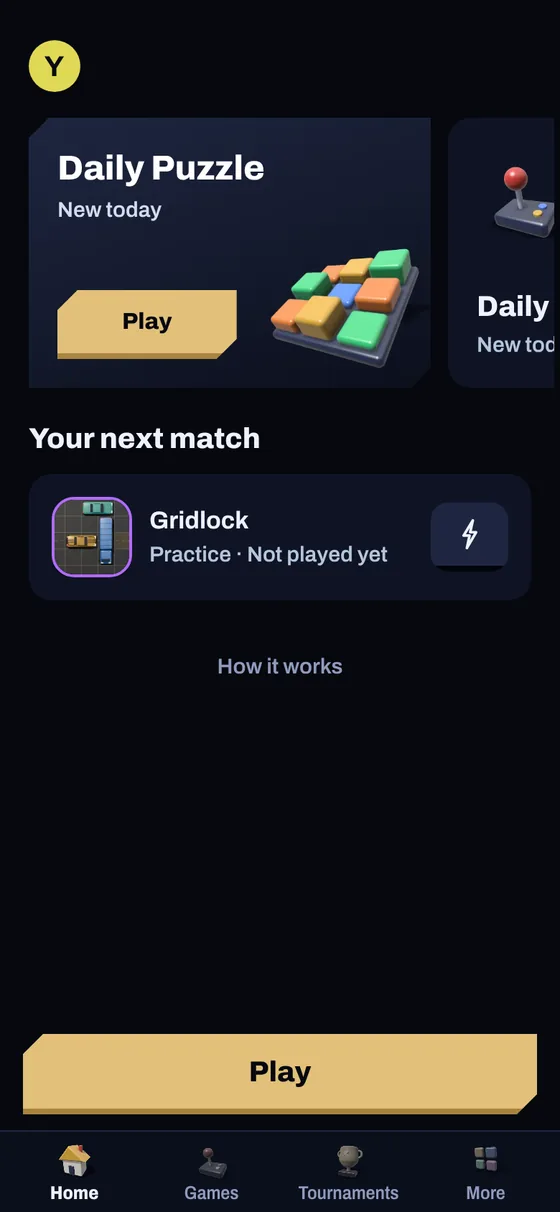 Y
Daily Puzzle
New today
Play
Daily
New tod
Your next match
Gridlock
Practice · Not played yet
How it works
Play
Home
Games
Tournaments
More